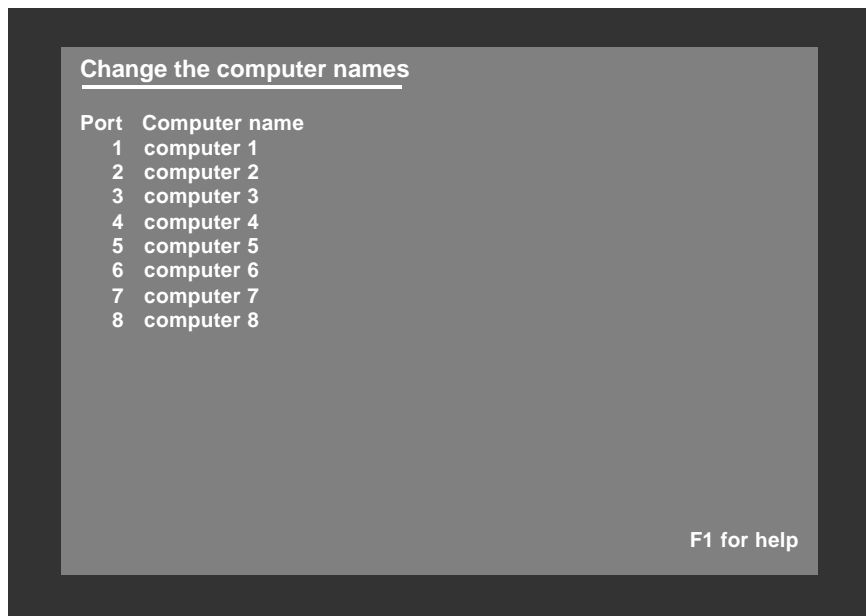 Change the computer names
Port Computer name
1 computer 1
2 computer 2
3 computer 3
4 computer 4
5 computer 5
6 computer 6
7 computer 7
8 computer 8
F1 for help